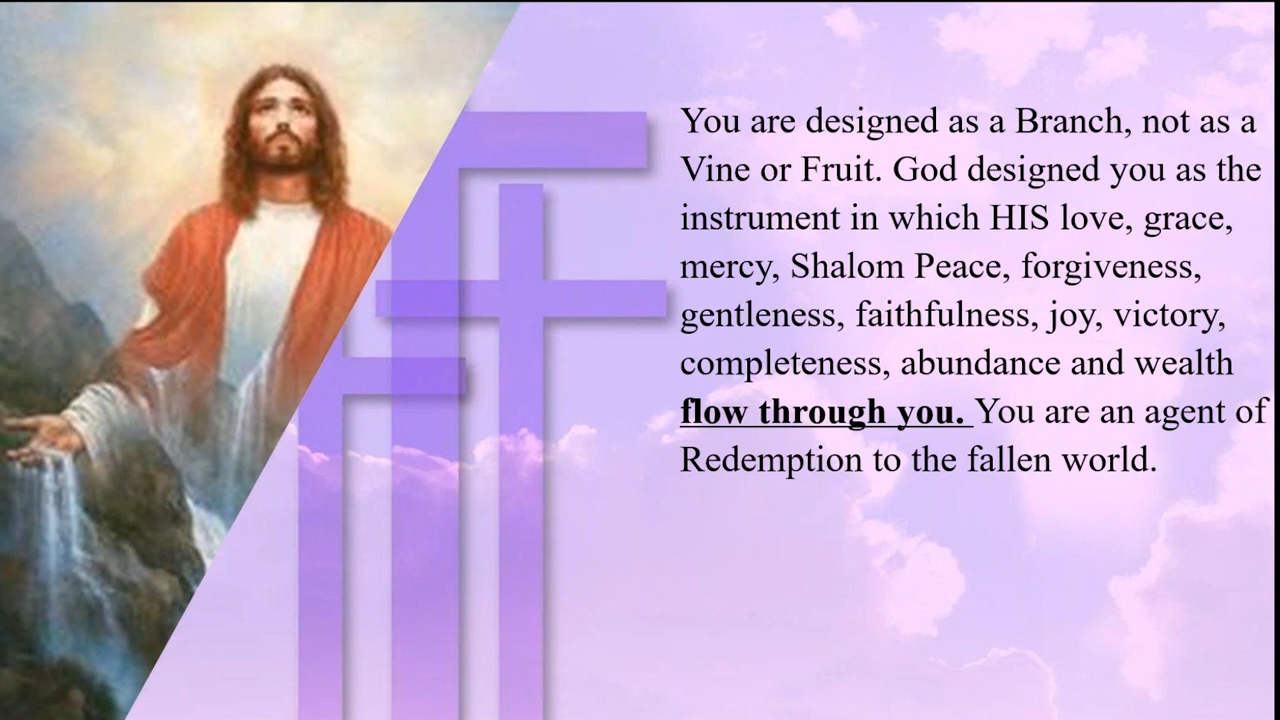 You are designed as a Branch, not as a
Vine or Fruit. God designed you as the
instrument in which HIS love, grace,
mercy, Shalom Peace, forgiveness,
gentleness, faithfulness, joy, victory,
completeness, abundance and wealth
flow through you. You are an agent of
Redemption to the fallen world.